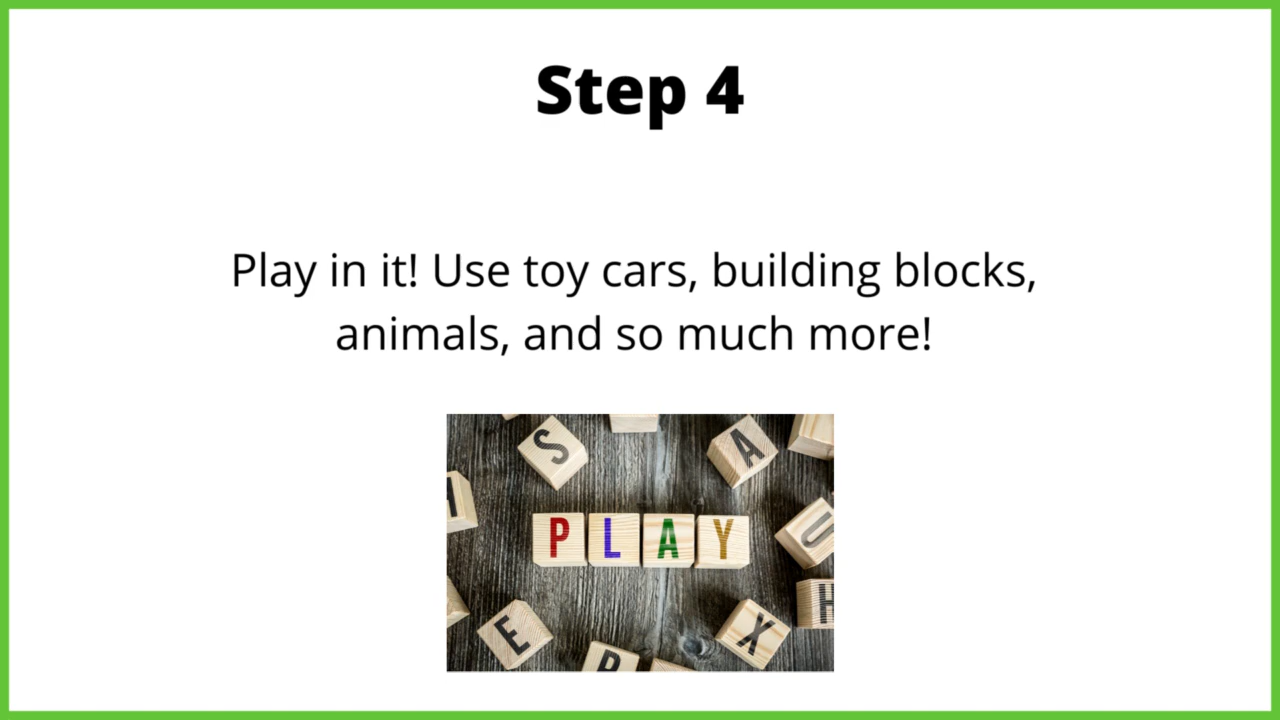 Step 4
Play in it! Use toy cars, building blocks,
animals, and so much more!
S
A
U
PLAY
H
E
X